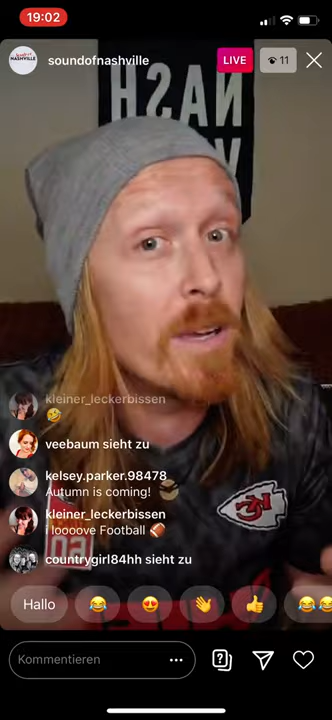 19:02
NASHVILLE
soundofnashville
LIVE
11
NASH
kleiner_leckerbissen
veebaum sieht zu
kelsey.parker.98478
Autumn is coming!
kleiner_leckerbissen
i loooove Football
countrygirl84hh sieht zu
Hallo
Kommentieren